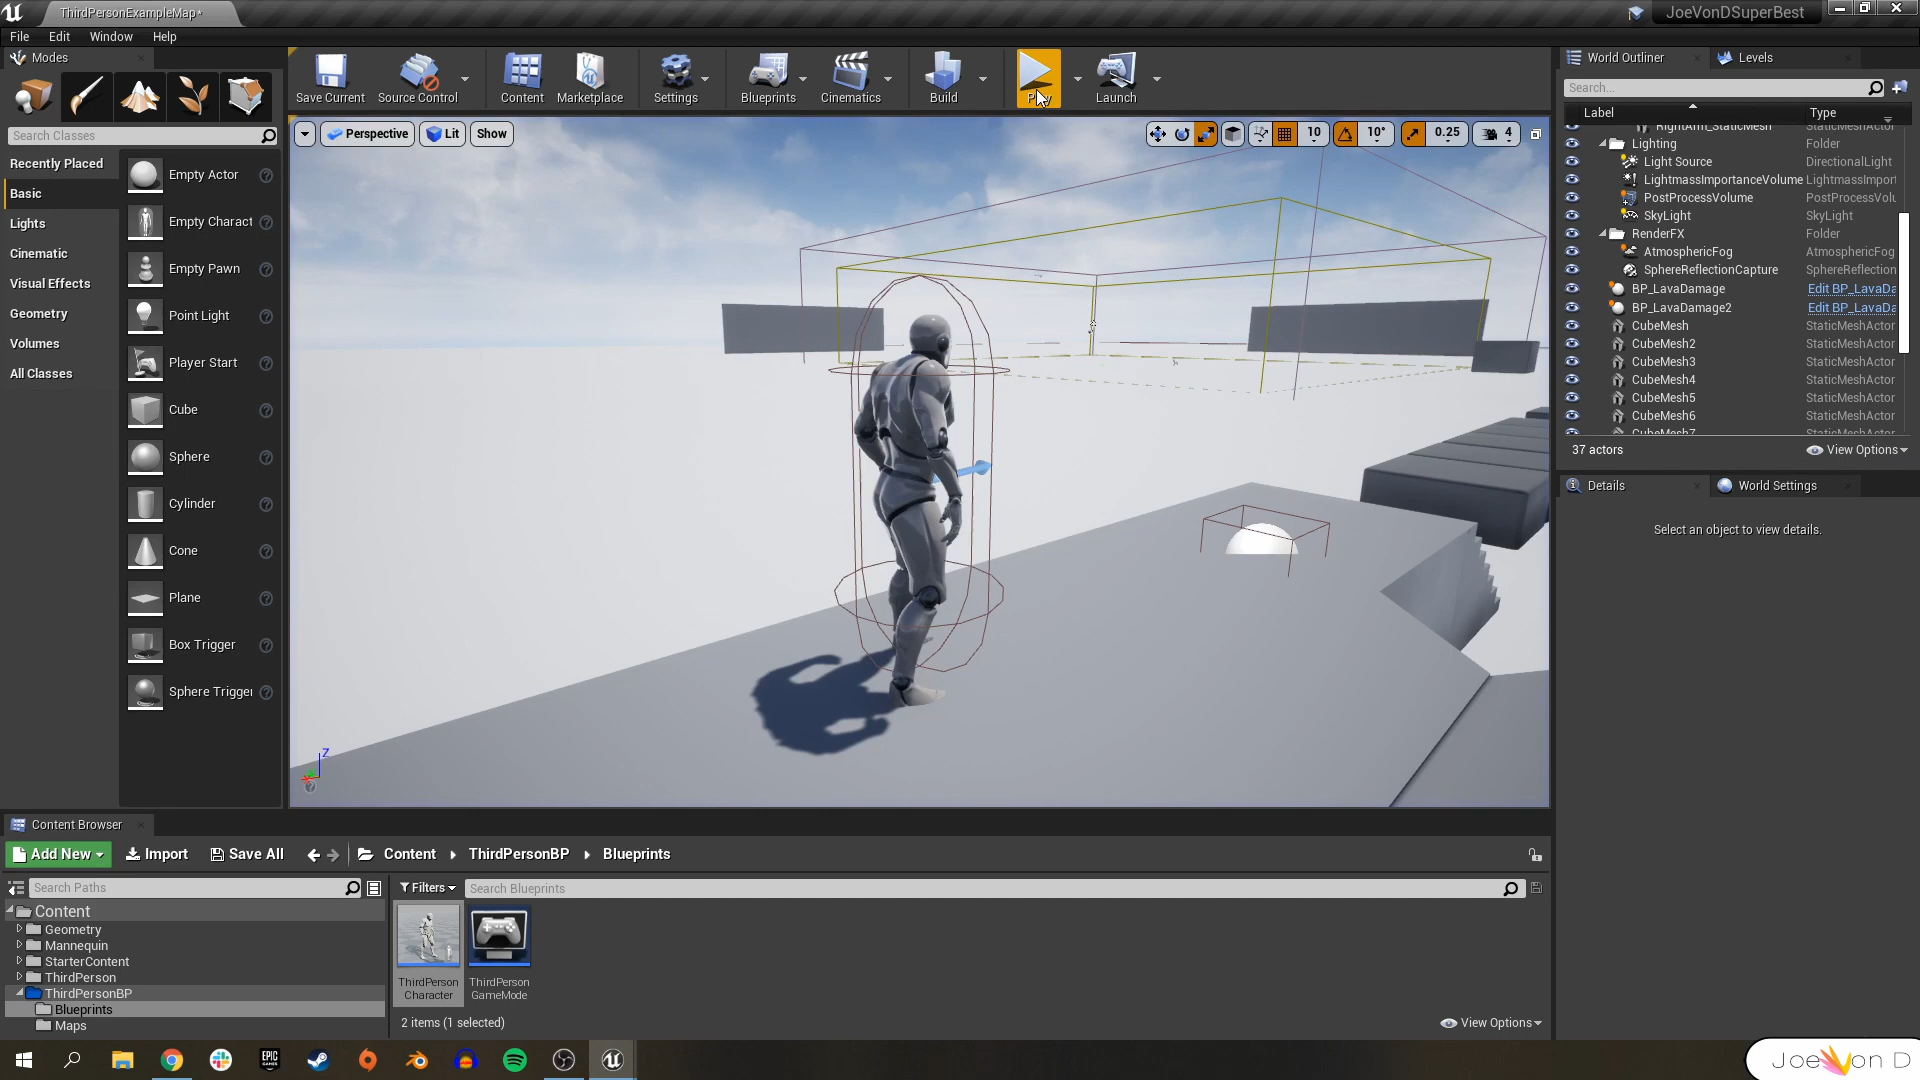 ThirdPersonExampleMap*
JoeVonDSuperBest
File Edit Window Help
Modes
Save Current
Source Control
Content
Marketplace
Settings
Blueprints
Cinematics
Build
Launch
Search Classes
Recently Placed
Basic
Lights
Cinematic
Visual Effects
Geometry
Volumes
All Classes
Empty Actor
Empty Charact
Empty Pawn
Point Light
Player Start
Cube
Sphere
Cylinder
Cone
Plane
Box Trigger
Sphere Trigger
Perspective Lit Show
10 10° 0.25 4
Z
World Outliner Levels
Search...
Label Type
RightArm_StaticMesh StaticMeshActor
Lighting Folder
Light Source DirectionalLight
LightmassImportanceVolume LightmassImport
PostProcessVolume PostProcessVolu
SkyLight SkyLight
RenderFX Folder
AtmosphericFog AtmosphericFog
SphereReflectionCapture SphereReflection
BP_LavaDamage Edit BP_LavaDa
BP_LavaDamage2 Edit BP_LavaDa
CubeMesh StaticMeshActor
CubeMesh2 StaticMeshActor
CubeMesh3 StaticMeshActor
CubeMesh4 StaticMeshActor
CubeMesh5 StaticMeshActor
CubeMesh6 StaticMeshActor
CubeMesh7 StaticMeshActor
37 actors View Options
Details World Settings
Select an object to view details.
Content Browser
Add New Import Save All Content ThirdPersonBP Blueprints
Search Paths
Filters Search Blueprints
Content
Geometry
Mannequin
StarterContent
ThirdPerson
ThirdPersonBP
Blueprints
Maps
ThirdPerson
Character
ThirdPerson
GameMode
2 items (1 selected) View Options
EPIC
GAMES
Joe Von D